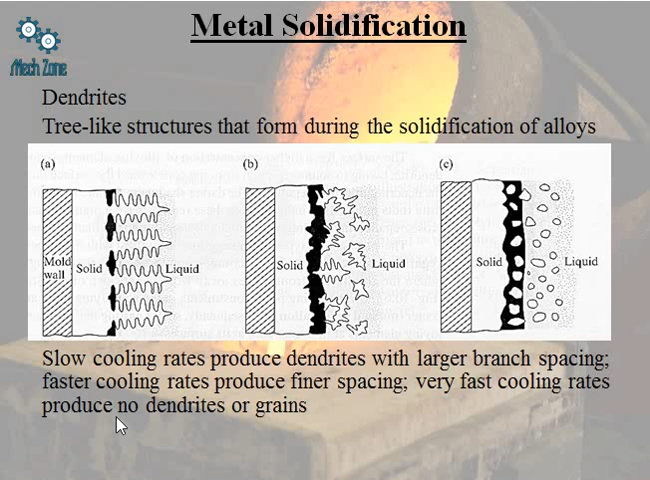 Metal Solidification
Mech Zone
Dendrites
Tree-like structures that form during the solidification of alloys
(a) (b) (c)
Mold wall Solid Liquid Solid Liquid Solid Liquid
Slow cooling rates produce dendrites with larger branch spacing;
faster cooling rates produce finer spacing; very fast cooling rates
produce no dendrites or grains